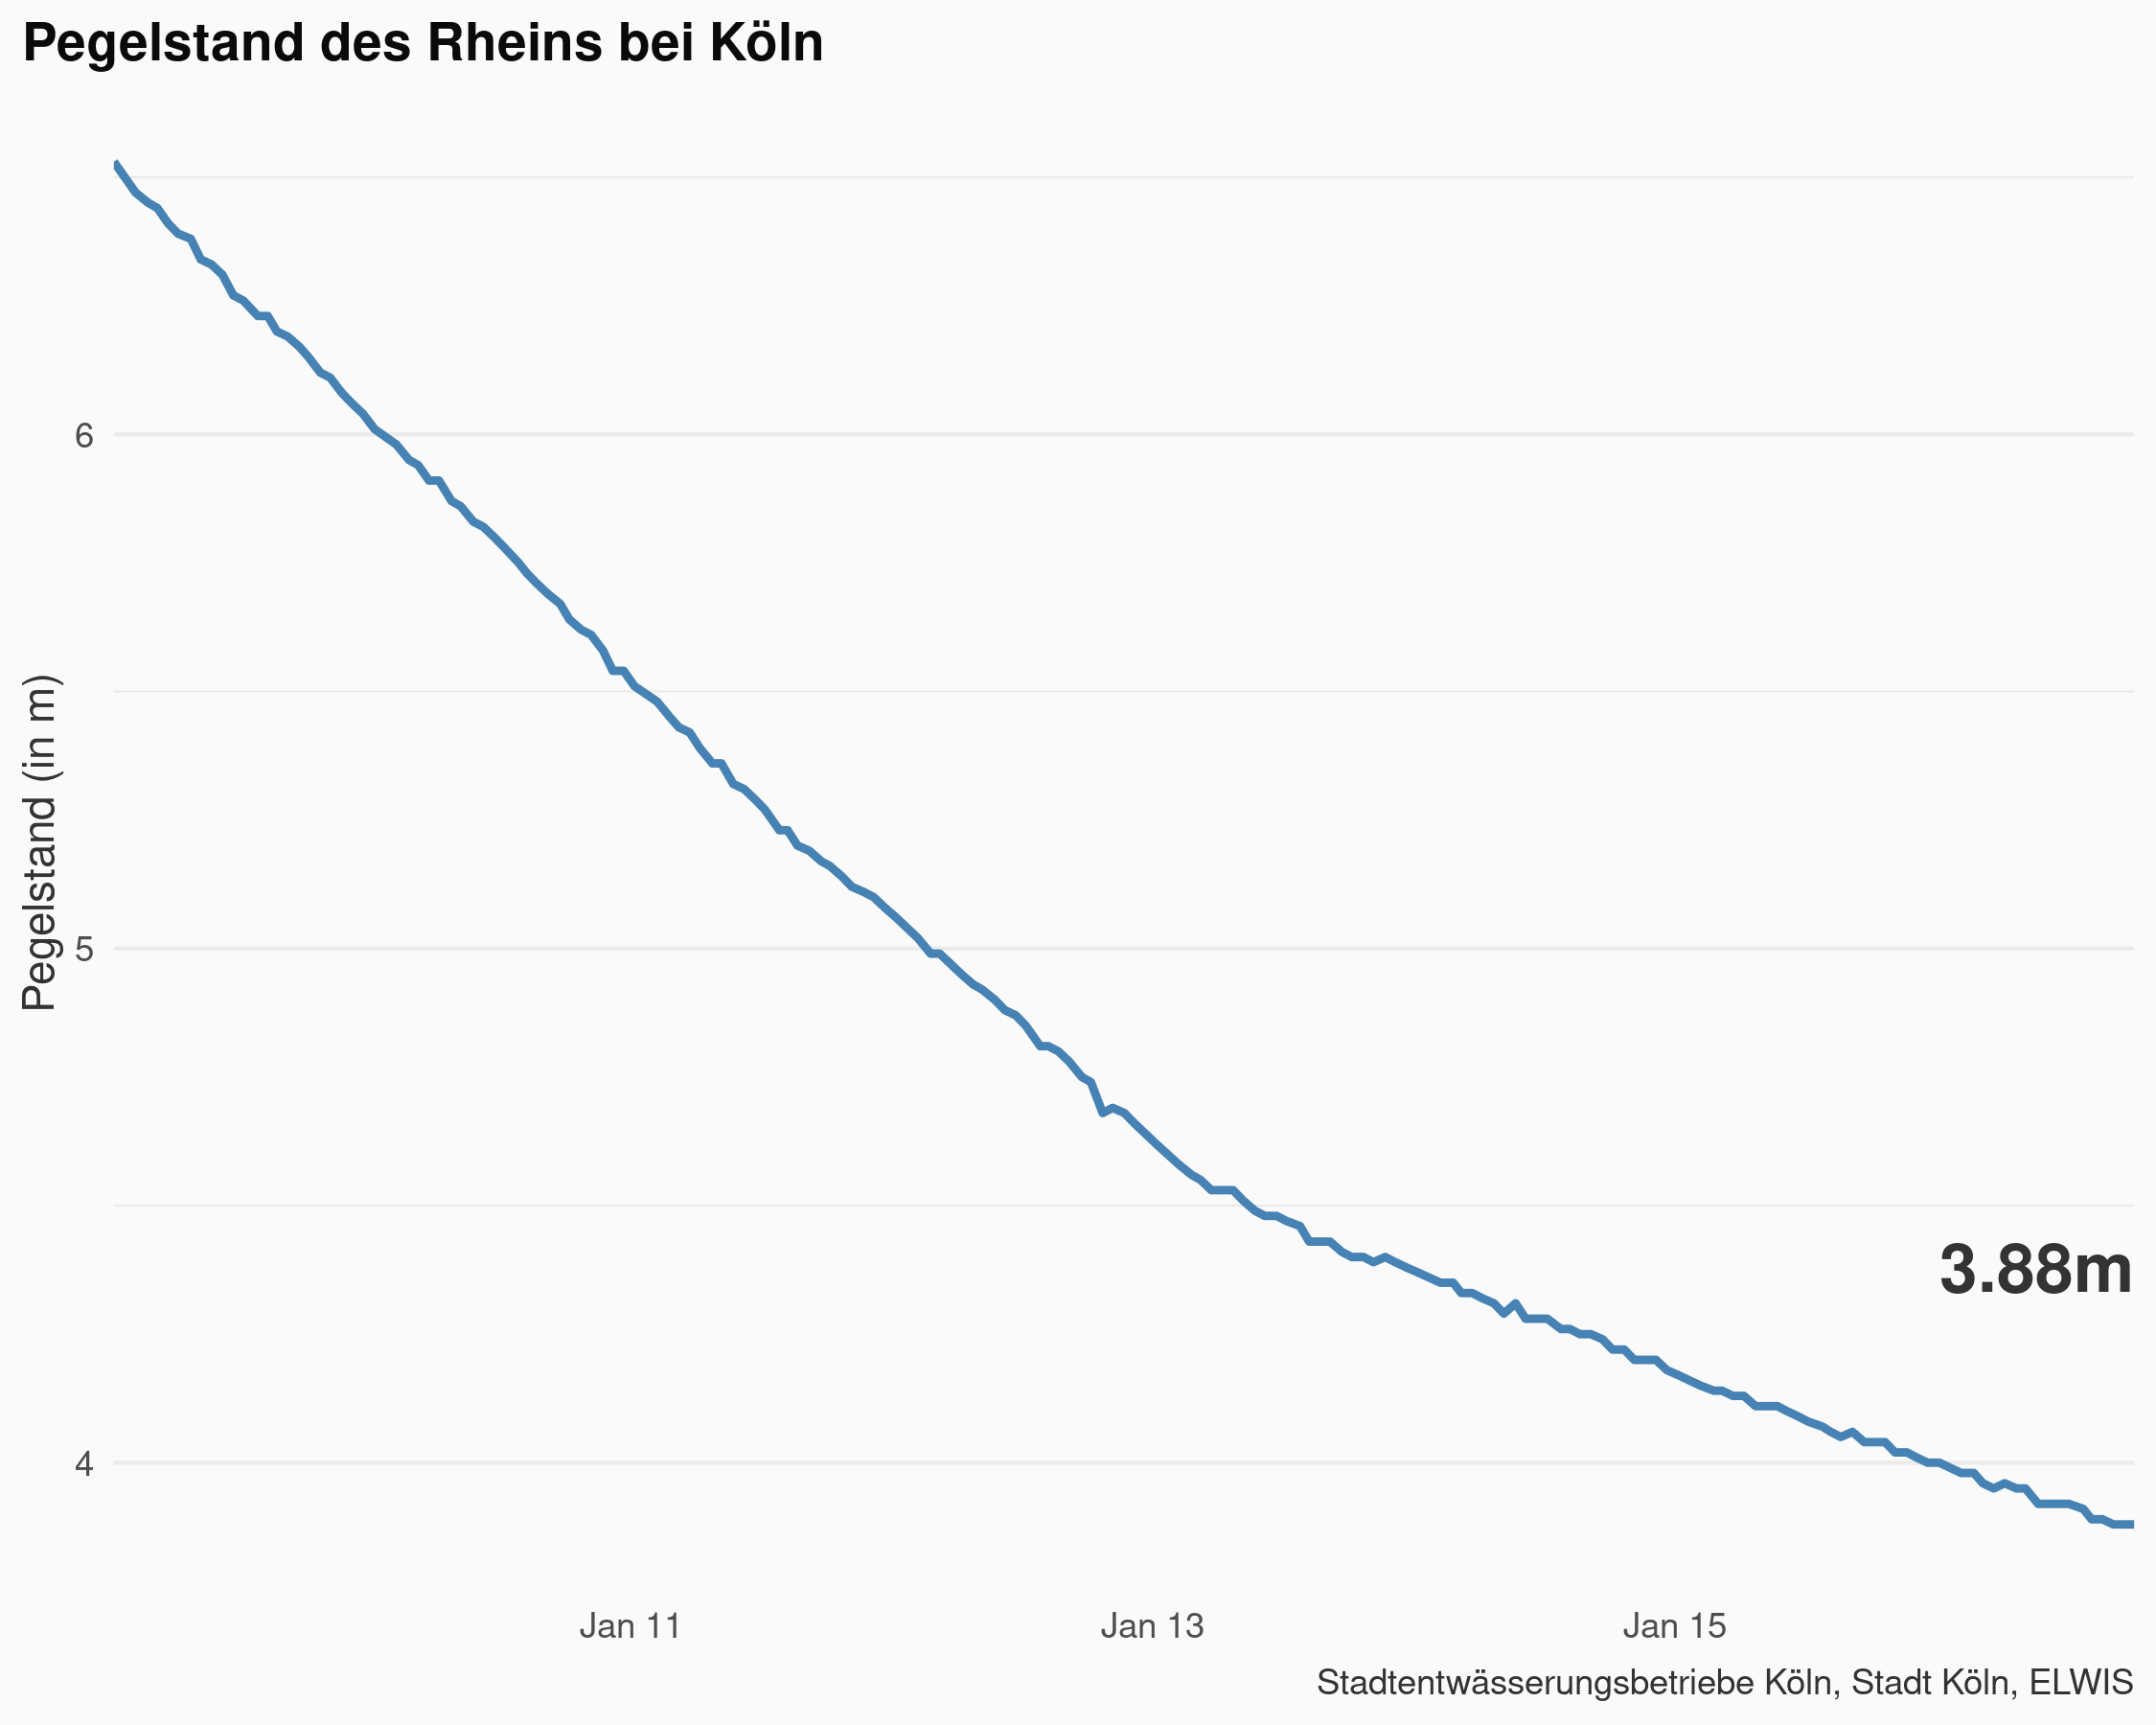 Pegelstand des Rheins bei Köln
Pegelstand (in m)
6
5
4
3.88m
Jan 11
Jan 13
Jan 15
Stadtentwässerungsbetriebe Köln, Stadt Köln, ELWIS